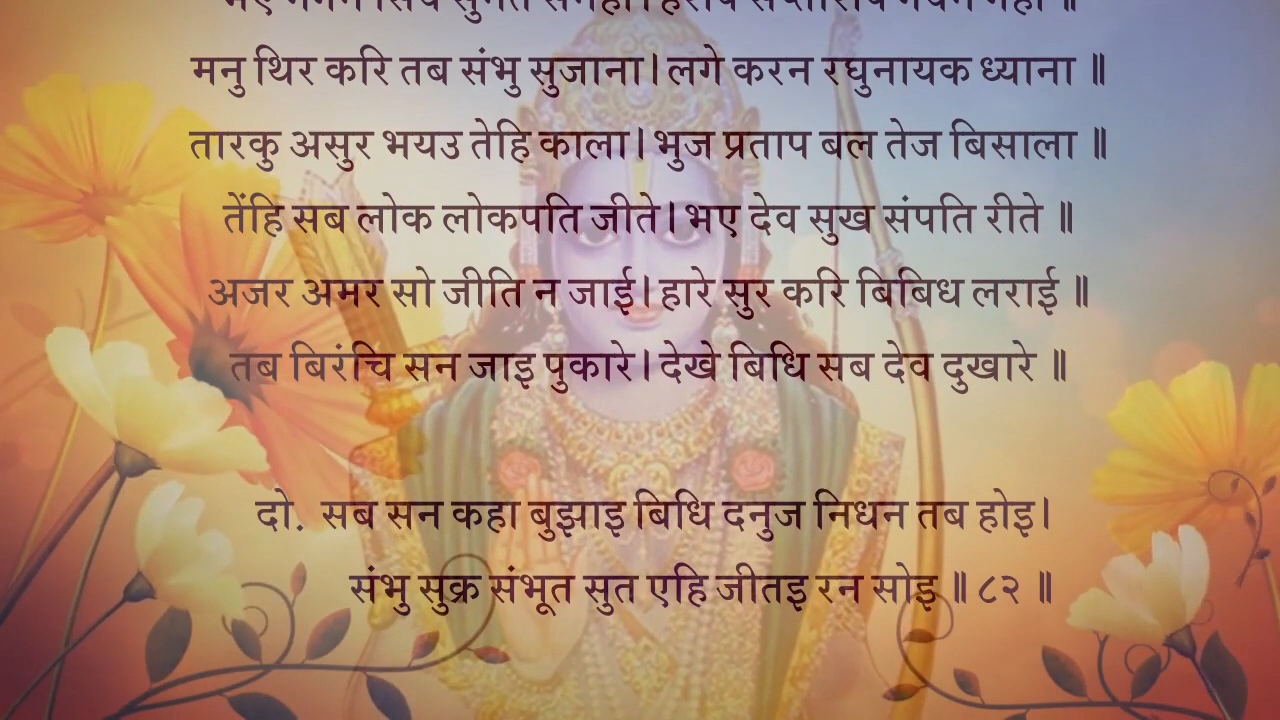 मनु थिर करि तब संभु सुजाना। लगे करन रघुनायक ध्याना ॥
तारकु असुर भयउ तेहि काला। भुज प्रताप बल तेज बिसाला ॥
तेंहि सब लोक लोकपति जीते। भए देव सुख संपति रीते ॥
अजर अमर सो जीति न जाई। हारे सुर करि बिबिध लराई ॥
तब बिरंचि सन जाइ पुकारे। देखे बिधि सब देव दुखारे ॥
दो. सब सन कहा बुझाइ बिधि दनुज निधन तब होइ।
संभु सुक्र संभूत सुत एहि जीतइ रन सोइ ॥ ८२ ॥